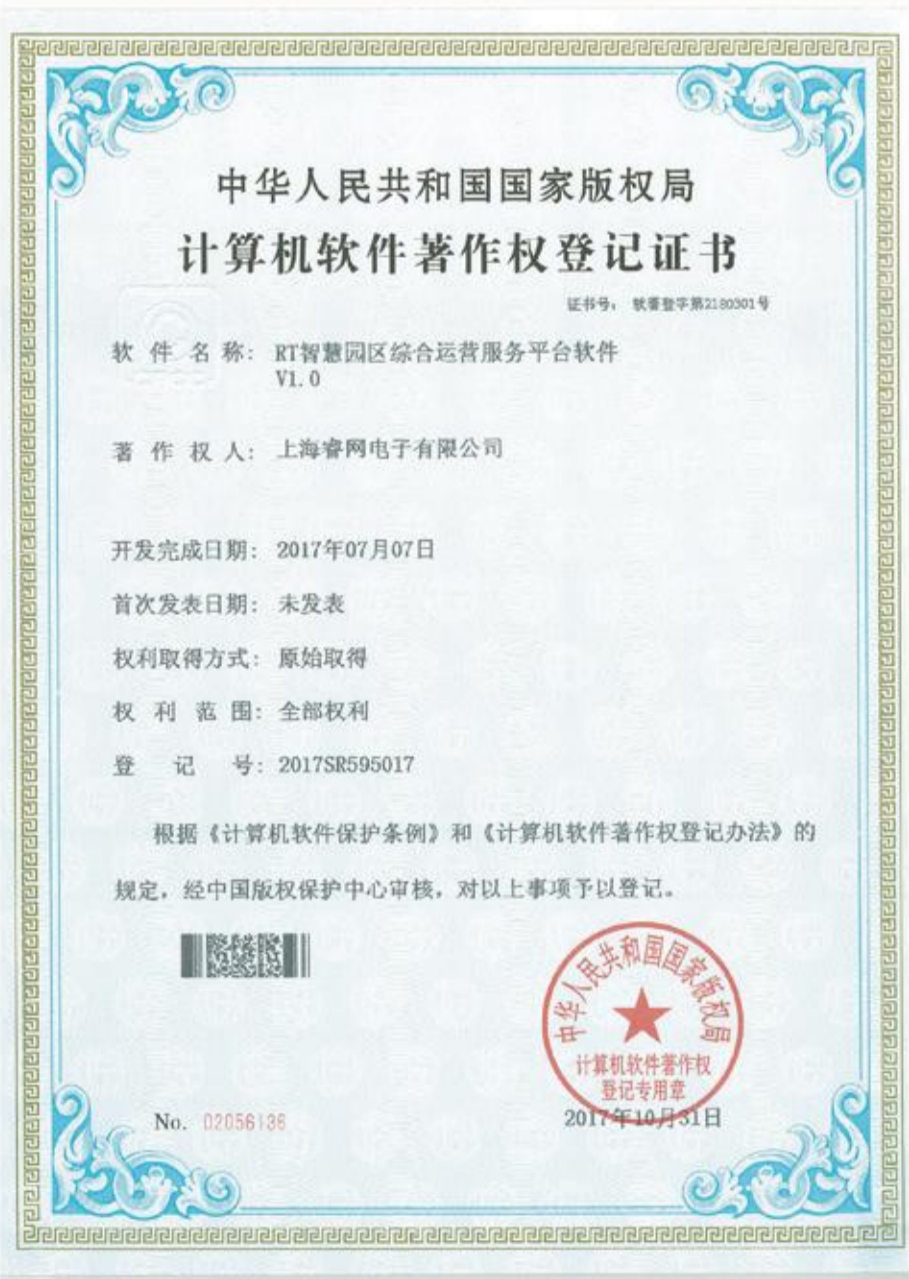 中华人民共和国国家版权局
计算机软件著作权登记证书
证书号： 软著登字第2180301号
软件名称： RT智慧园区综合运营服务平台软件
V1.0
著作权人： 上海睿网电子有限公司
开发完成日期： 2017年07月07日
首次发表日期： 未发表
权利取得方式： 原始取得
权利范围： 全部权利
登记号： 2017SR595017
根据《计算机软件保护条例》和《计算机软件著作权登记办法》的
规定，经中国版权保护中心审核，对以上事项予以登记。
中华人民共和国国家版权局
计算机软件著作权
登记专用章
No. 02056136
2017年10月31日